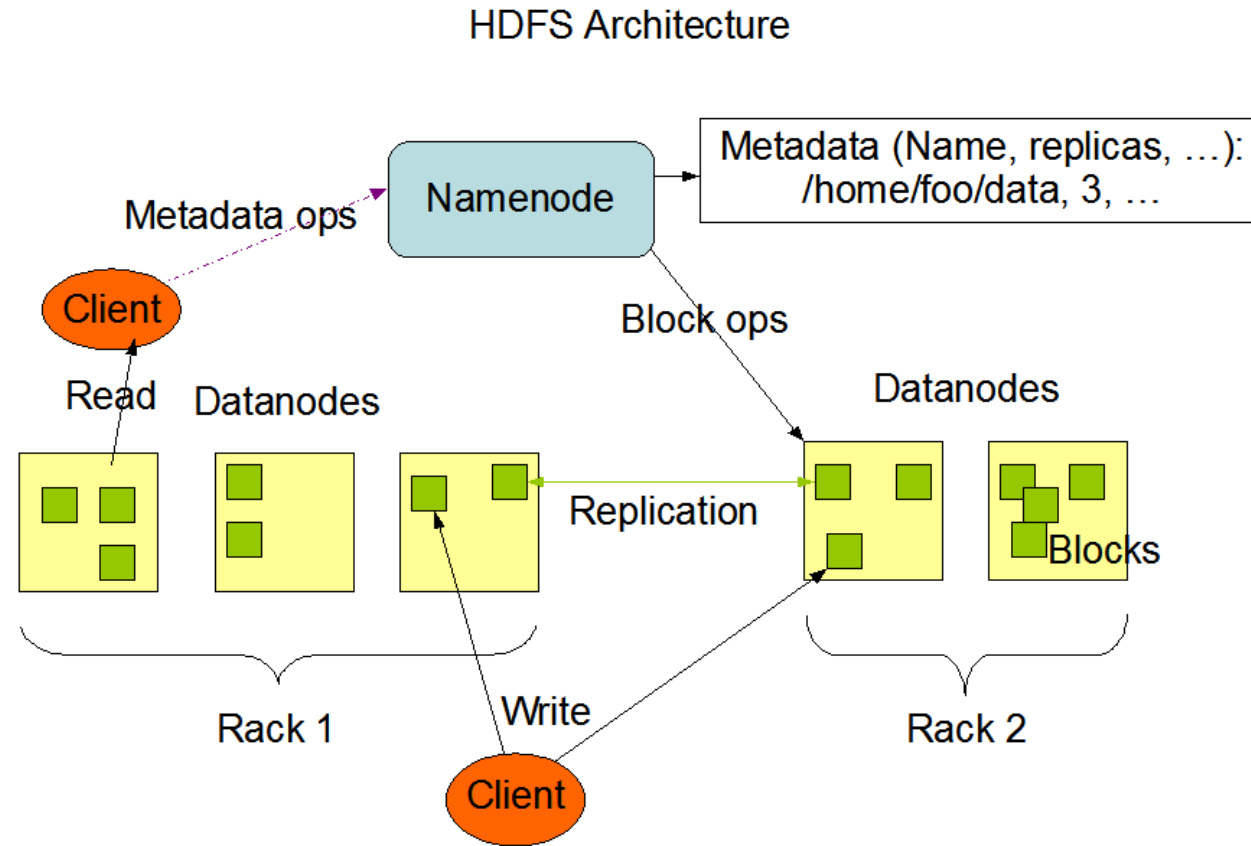 HDFS Architecture
Namenode
Metadata (Name, replicas, …):
/home/foo/data, 3, …
Metadata ops
Client
Block ops
Read
Datanodes
Datanodes
Replication
Blocks
Rack 1
Write
Rack 2
Client